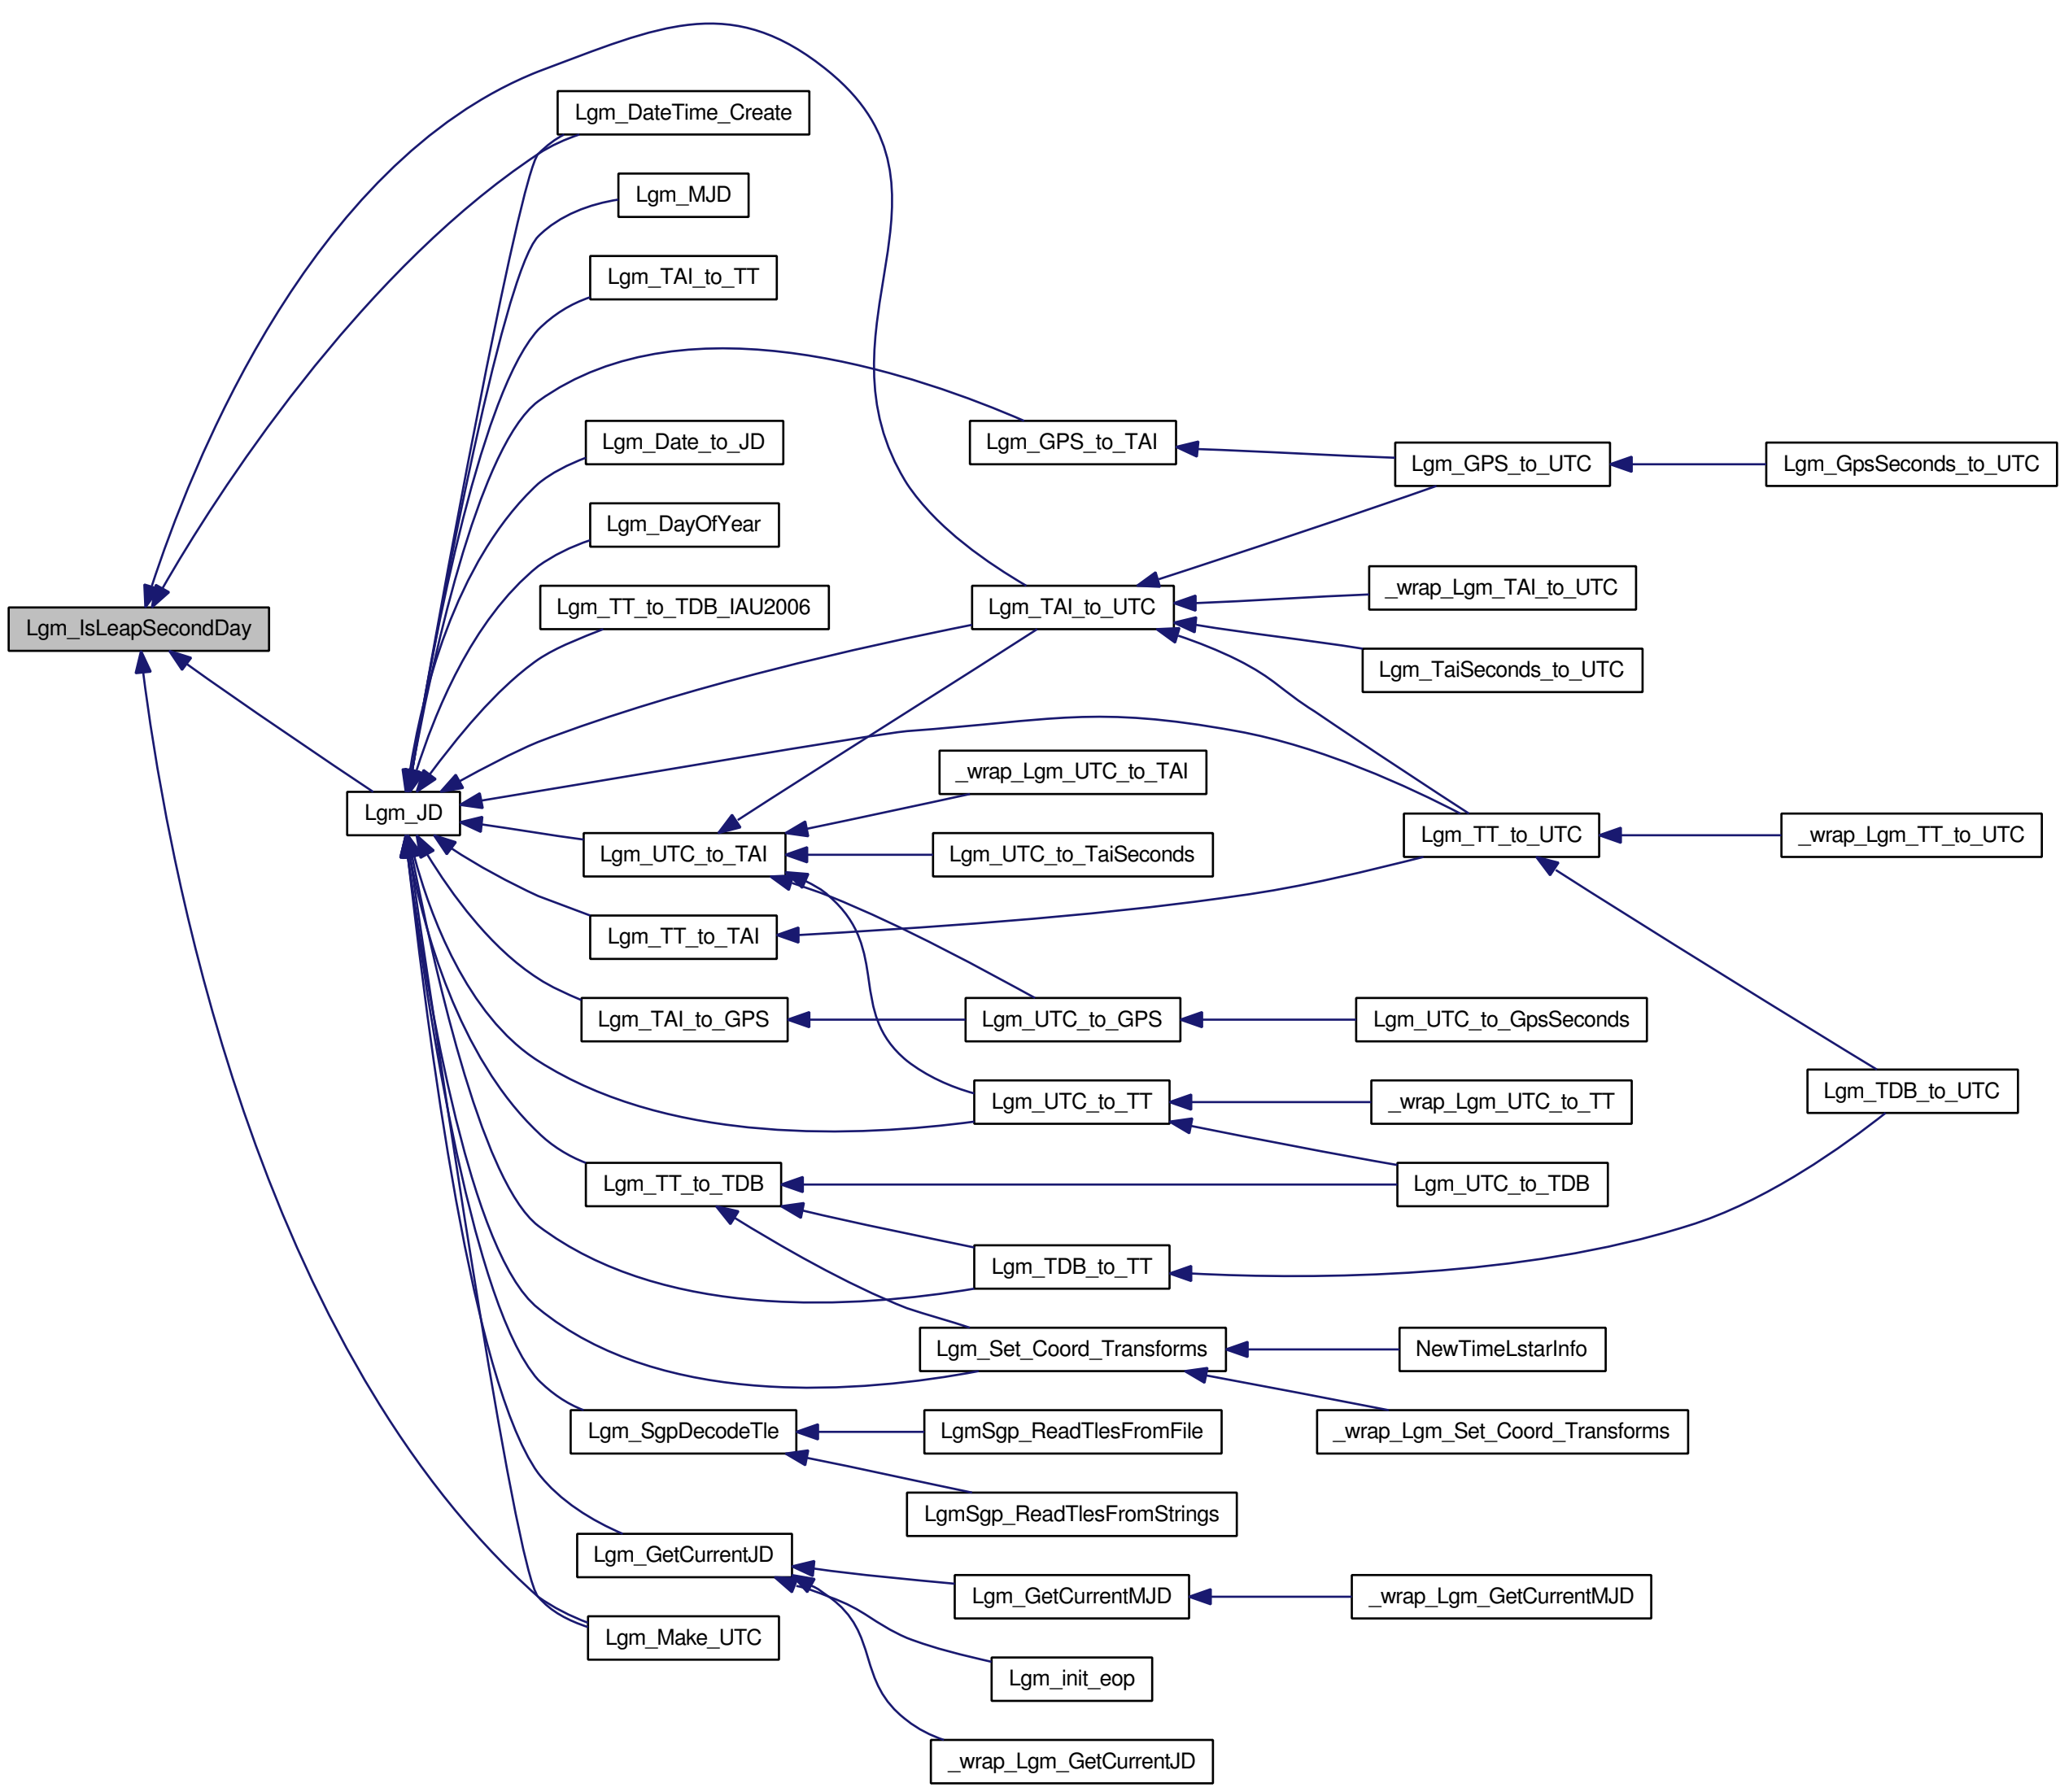 Lgm_DateTime_Create
Lgm_MJD
Lgm_TAI_to_TT
Lgm_Date_to_JD
Lgm_GPS_to_TAI
Lgm_GPS_to_UTC
Lgm_GpsSeconds_to_UTC
Lgm_DayOfYear
Lgm_TT_to_TDB_IAU2006
Lgm_TAI_to_UTC
_wrap_Lgm_TAI_to_UTC
Lgm_IsLeapSecondDay
Lgm_TaiSeconds_to_UTC
_wrap_Lgm_UTC_to_TAI
Lgm_JD
Lgm_TT_to_UTC
_wrap_Lgm_TT_to_UTC
Lgm_UTC_to_TAI
Lgm_UTC_to_TaiSeconds
Lgm_TT_to_TAI
Lgm_TAI_to_GPS
Lgm_UTC_to_GPS
Lgm_UTC_to_GpsSeconds
Lgm_UTC_to_TT
_wrap_Lgm_UTC_to_TT
Lgm_TDB_to_UTC
Lgm_TT_to_TDB
Lgm_UTC_to_TDB
Lgm_TDB_to_TT
Lgm_Set_Coord_Transforms
NewTimeLstarInfo
Lgm_SgpDecodeTle
LgmSgp_ReadTlesFromFile
_wrap_Lgm_Set_Coord_Transforms
LgmSgp_ReadTlesFromStrings
Lgm_GetCurrentJD
Lgm_GetCurrentMJD
_wrap_Lgm_GetCurrentMJD
Lgm_Make_UTC
Lgm_init_eop
_wrap_Lgm_GetCurrentJD